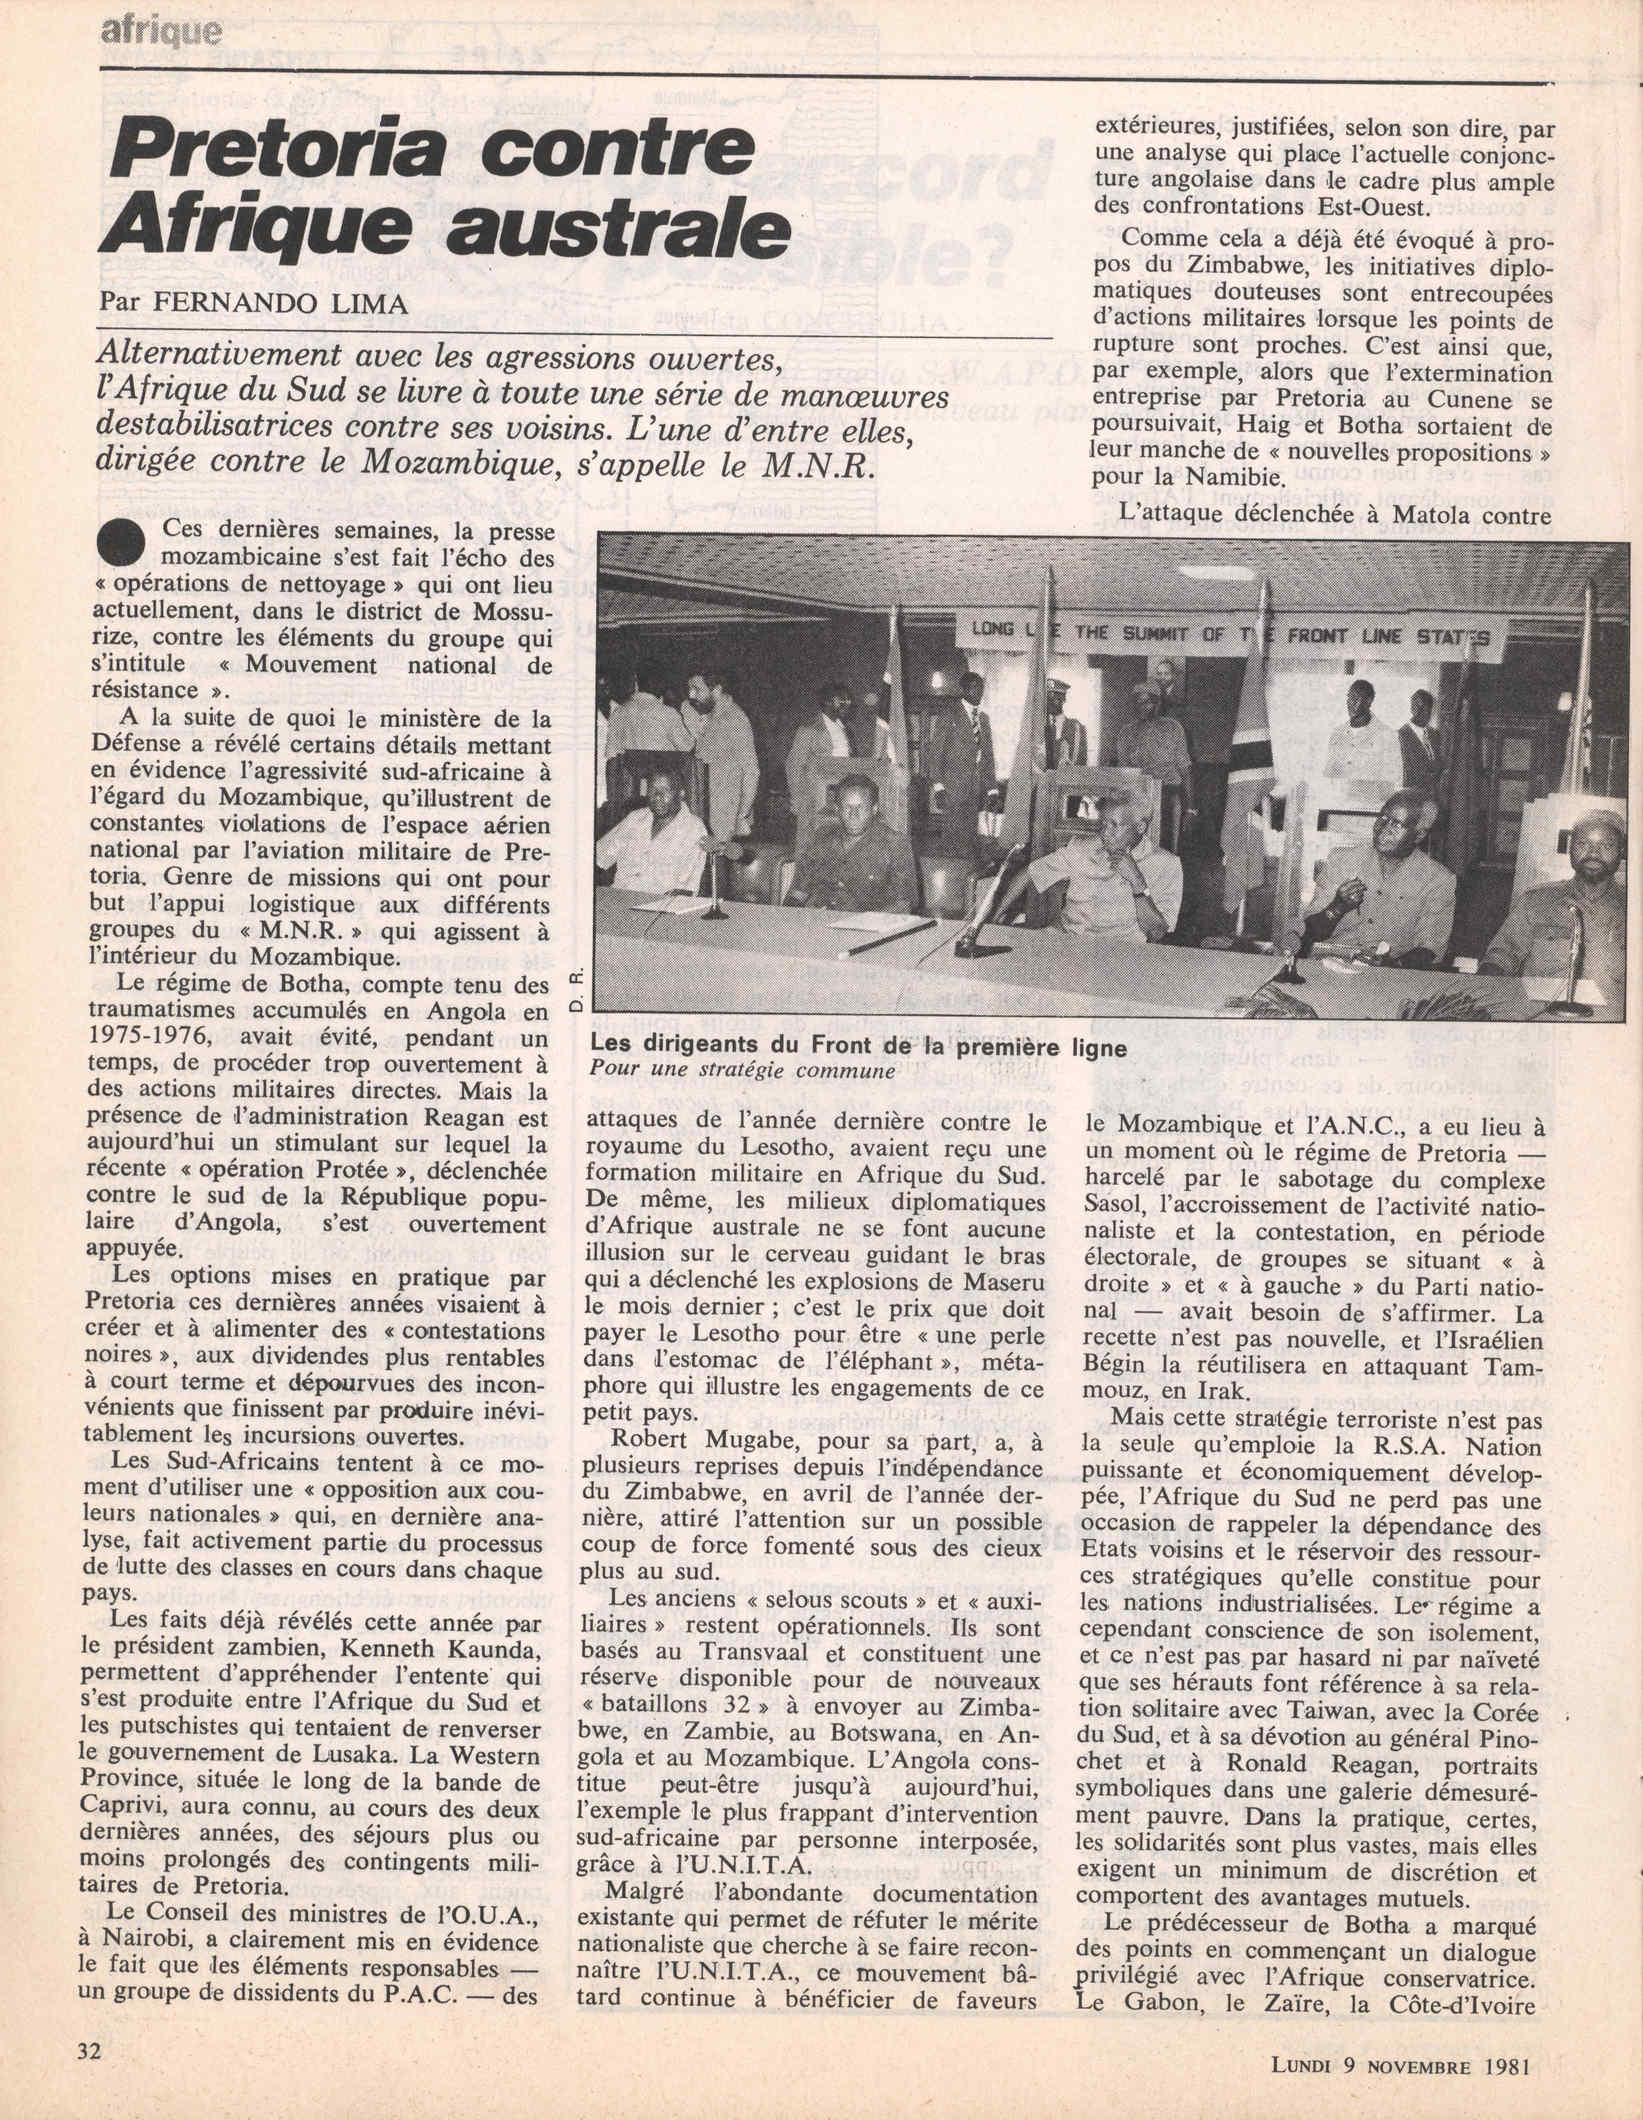 afrique
Pretoria contre
Afrique australe
Par FERNANDO LIMA
Alternativement avec les agressions ouvertes,
l'Afrique du Sud se livre à toute une série de manœuvres
destabilisatrices contre ses voisins. L'une d'entre elles,
dirigée contre le Mozambique, s'appelle le M.N.R.
Ces dernières semaines, la presse
mozambicaine s'est fait l'écho des
« opérations de nettoyage » qui ont lieu
actuellement, dans le district de Mossu-
rize, contre les éléments du groupe qui
s'intitule « Mouvement national de
résistance ».
A la suite de quoi le ministère de la
Défense a révélé certains détails mettant
en évidence l'agressivité sud-africaine à
l'égard du Mozambique, qu'illustrent de
constantes violations de l'espace aérien
national par l'aviation militaire de Pre-
toria. Genre de missions qui ont pour
but l'appui logistique aux différents
groupes du « M.N.R. » qui agissent à
l'intérieur du Mozambique.
Le régime de Botha, compte tenu des
traumatismes accumulés en Angola en
1975-1976, avait évité, pendant un
temps, de procéder trop ouvertement à
des actions militaires directes. Mais la
présence de l'administration Reagan est
aujourd'hui un stimulant sur lequel la
récente « opération Protée », déclenchée
contre le sud de la République popu-
laire d'Angola, s'est ouvertement
appuyée.
Les options mises en pratique par
Pretoria ces dernières années visaient à
créer et à alimenter des « contestations
noires », aux dividendes plus rentables
à court terme et dépourvues des incon-
vénients que finissent par produire inévi-
tablement les incursions ouvertes.
Les Sud-Africains tentent à ce mo-
ment d'utiliser une « opposition aux cou-
leurs nationales » qui, en dernière ana-
lyse, fait activement partie du processus
de lutte des classes en cours dans chaque
pays.
Les faits déjà révélés cette année par
le président zambien, Kenneth Kaunda,
permettent d'appréhender l'entente qui
s'est produite entre l'Afrique du Sud et
les putschistes qui tentaient de renverser
le gouvernement de Lusaka. La Western
Province, située le long de la bande de
Caprivi, aura connu, au cours des deux
dernières années, des séjours plus ou
moins prolongés des contingents mili-
taires de Pretoria.
Le Conseil des ministres de l'O.U.A.,
à Nairobi, a clairement mis en évidence
le fait que les éléments responsables —
un groupe de dissidents du P.A.C. — des
D. R.
LONG L E THE SUMMIT OF T E FRONT LINE STATES
Les dirigeants du Front de la première ligne
Pour une stratégie commune
attaques de l'année dernière contre le
royaume du Lesotho, avaient reçu une
formation militaire en Afrique du Sud.
De même, les milieux diplomatiques
d'Afrique australe ne se font aucune
illusion sur le cerveau guidant le bras
qui a déclenché les explosions de Maseru
le mois dernier ; c'est le prix que doit
payer le Lesotho pour être « une perle
dans l'estomac de l'éléphant », méta-
phore qui illustre les engagements de ce
petit pays.
Robert Mugabe, pour sa part, a, à
plusieurs reprises depuis l'indépendance
du Zimbabwe, en avril de l'année der-
nière, attiré l'attention sur un possible
coup de force fomenté sous des cieux
plus au sud.
Les anciens « selous scouts » et « auxi-
liaires » restent opérationnels. Ils sont
basés au Transvaal et constituent une
réserve disponible pour de nouveaux
« bataillons 32 » à envoyer au Zimba-
bwe, en Zambie, au Botswana, en An-
gola et au Mozambique. L'Angola cons-
titue peut-être jusqu'à aujourd'hui,
l'exemple le plus frappant d'intervention
sud-africaine par personne interposée,
grâce à l'U.N.I.T.A.
Malgré l'abondante documentation
existante qui permet de réfuter le mérite
nationaliste que cherche à se faire recon-
naître l'U.N.I.T.A., ce mouvement bâ-
tard continue à bénéficier de faveurs
extérieures, justifiées, selon son dire, par
une analyse qui place l'actuelle conjonc-
ture angolaise dans le cadre plus ample
des confrontations Est-Ouest.
Comme cela a déjà été évoqué à pro-
pos du Zimbabwe, les initiatives diplo-
matiques douteuses sont entrecoupées
d'actions militaires lorsque les points de
rupture sont proches. C'est ainsi que,
par exemple, alors que l'extermination
entreprise par Pretoria au Cunene se
poursuivait, Haig et Botha sortaient de
leur manche de « nouvelles propositions »
pour la Namibie.
L'attaque déclenchée à Matola contre
le Mozambique et l'A.N.C., a eu lieu à
un moment où le régime de Pretoria —
harcelé par le sabotage du complexe
Sasol, l'accroissement de l'activité natio-
naliste et la contestation, en période
électorale, de groupes se situant « à
droite » et « à gauche » du Parti natio-
nal — avait besoin de s'affirmer. La
recette n'est pas nouvelle, et l'Israélien
Bégin la réutilisera en attaquant Tam-
mouz, en Irak.
Mais cette stratégie terroriste n'est pas
la seule qu'emploie la R.S.A. Nation
puissante et économiquement dévelop-
pée, l'Afrique du Sud ne perd pas une
occasion de rappeler la dépendance des
Etats voisins et le réservoir des ressour-
ces stratégiques qu'elle constitue pour
les nations industrialisées. Le régime a
cependant conscience de son isolement,
et ce n'est pas par hasard ni par naïveté
que ses hérauts font référence à sa rela-
tion solitaire avec Taiwan, avec la Corée
du Sud, et à sa dévotion au général Pino-
chet et à Ronald Reagan, portraits
symboliques dans une galerie démesuré-
ment pauvre. Dans la pratique, certes,
les solidarités sont plus vastes, mais elles
exigent un minimum de discrétion et
comportent des avantages mutuels.
Le prédécesseur de Botha a marqué
des points en commençant un dialogue
privilégié avec l'Afrique conservatrice.
Le Gabon, le Zaïre, la Côte-d'Ivoire
32
LUNDI 9 NOVEMBRE 1981